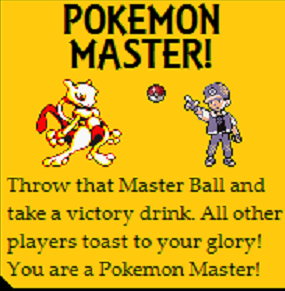 POKEMON
MASTER!
Throw that Master Ball and
take a victory drink. All other
players toast to your glory!
You are a Pokemon Master!